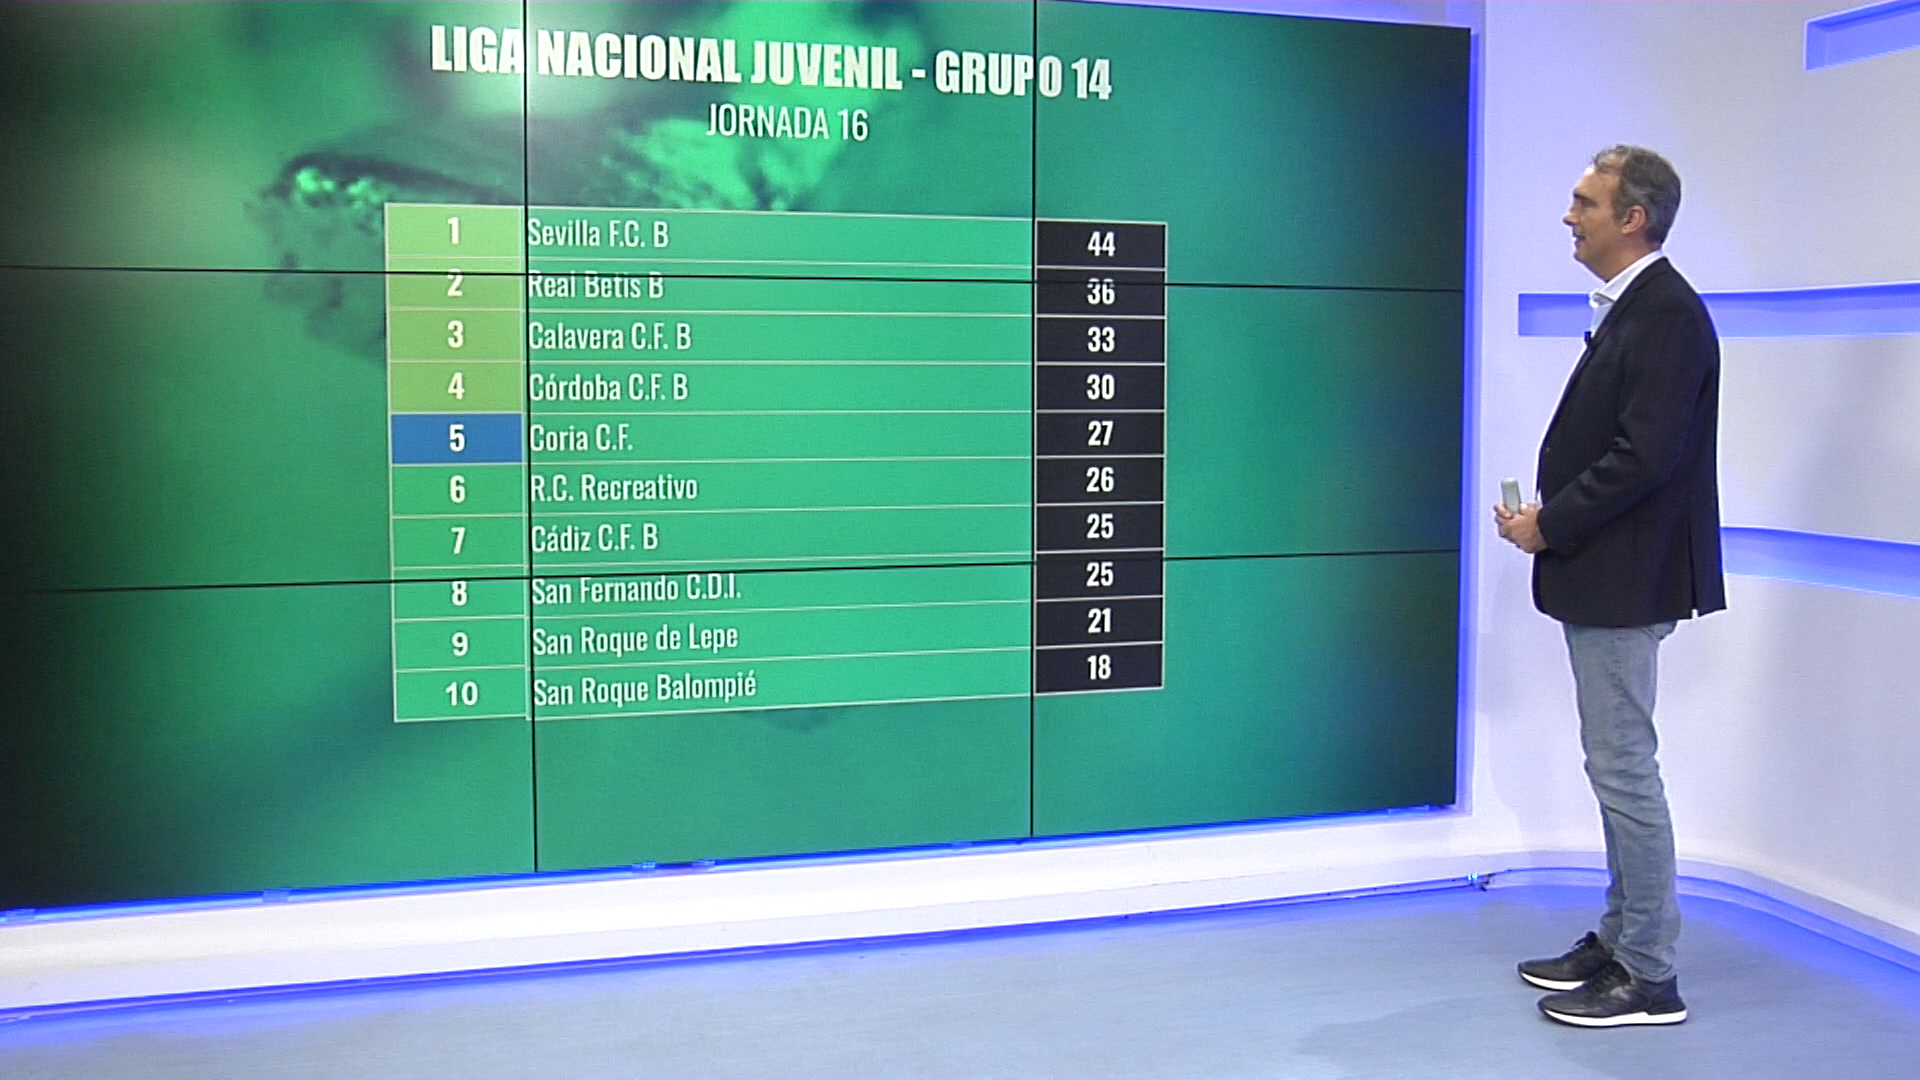 LIGA NACIONAL JUVENIL - GRUPO 14
JORNADA 16
1 Sevilla F.C. B 44
2 Real Betis B 36
3 Calavera C.F. B 33
4 Córdoba C.F. B 30
5 Coria C.F. 27
6 R.C. Recreativo 26
7 Cádiz C.F. B 25
8 San Fernando C.D.I. 25
9 San Roque de Lepe 21
10 San Roque Balompié 18